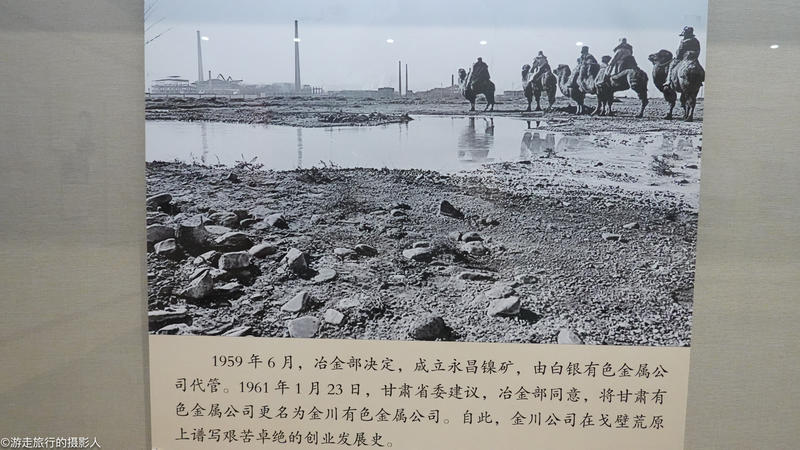 1959 年 6 月，冶金部决定，成立永昌镍矿，由白银有色金属公
司代管。1961 年 1 月 23 日，甘肃省委建议，冶金部同意，将甘肃有
色金属公司更名为金川有色金属公司。自此，金川公司在戈壁荒原
上谱写艰苦卓绝的创业发展史。
©游走旅行的摄影人